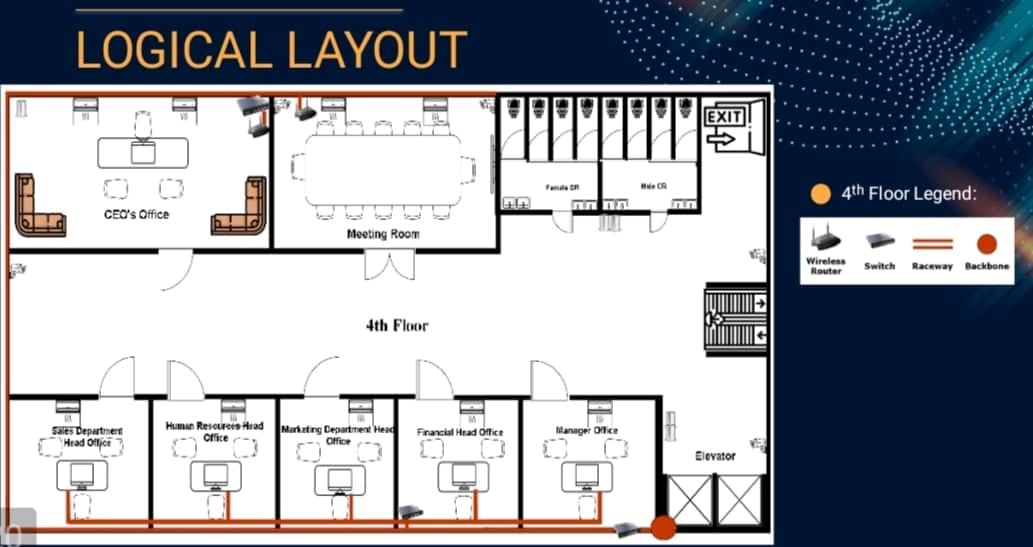 LOGICAL LAYOUT
EXIT
Female CR
Male CR
CEO's Office
Meeting Room
4th Floor Legend:
Wireless
Router
Switch
Raceway
Backbone
4th Floor
Sales Department
Head Office
Human Resources Head
Office
Marketing Department Head
Office
Financial Head Office
Manager Office
Elevator